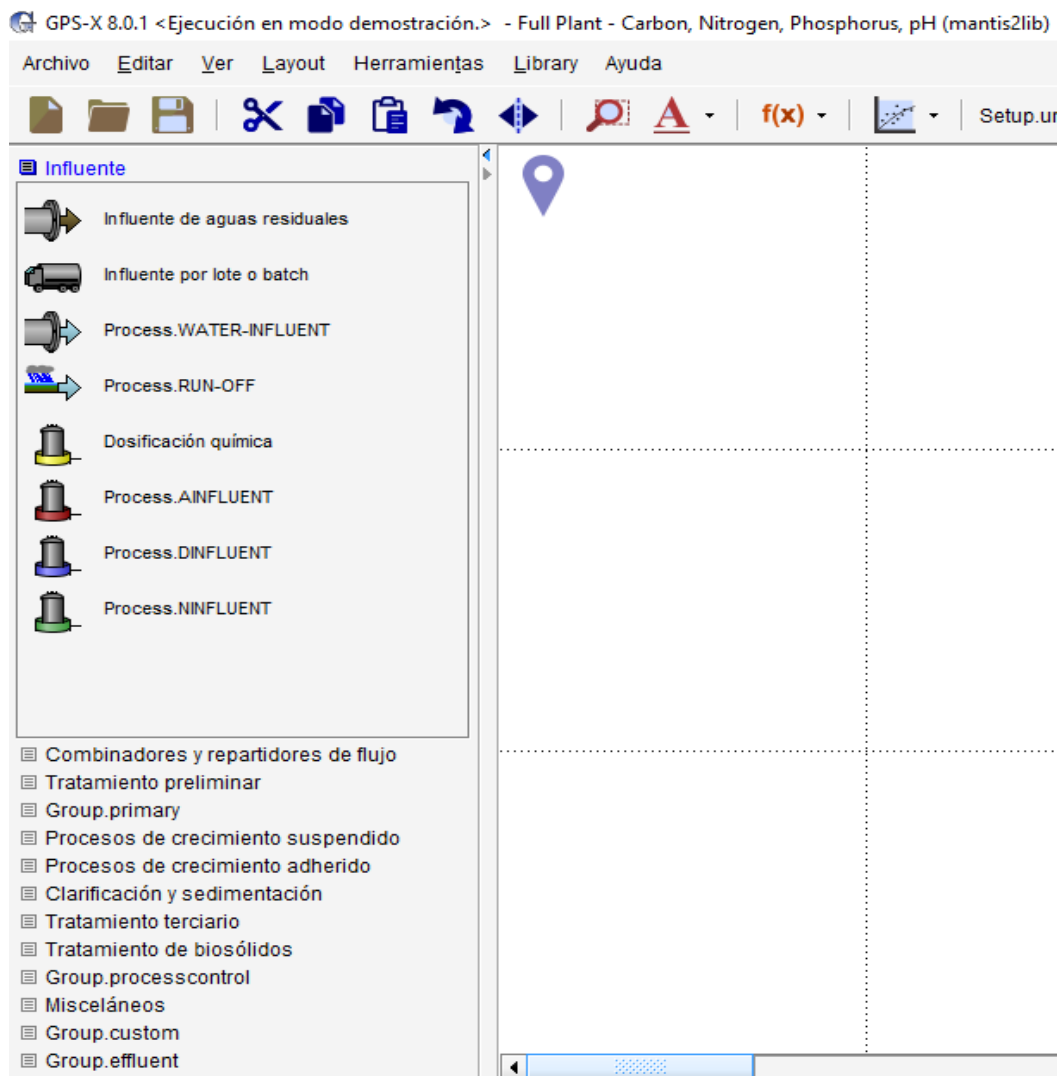 GPS-X 8.0.1 <Ejecución en modo demostración.> - Full Plant - Carbon, Nitrogen, Phosphorus, pH (mantis2lib)
Archivo Editar Ver Layout Herramientas Library Ayuda
A f(x) Setup.un
Influente
Influente de aguas residuales
Influente por lote o batch
Process.WATER-INFLUENT
Process.RUN-OFF
Dosificación química
Process.AINFLUENT
Process.DINFLUENT
Process.NINFLUENT
Combinadores y repartidores de flujo
Tratamiento preliminar
Group.primary
Procesos de crecimiento suspendido
Procesos de crecimiento adherido
Clarificación y sedimentación
Tratamiento terciario
Tratamiento de biosólidos
Group.processcontrol
Misceláneos
Group.custom
Group.effluent